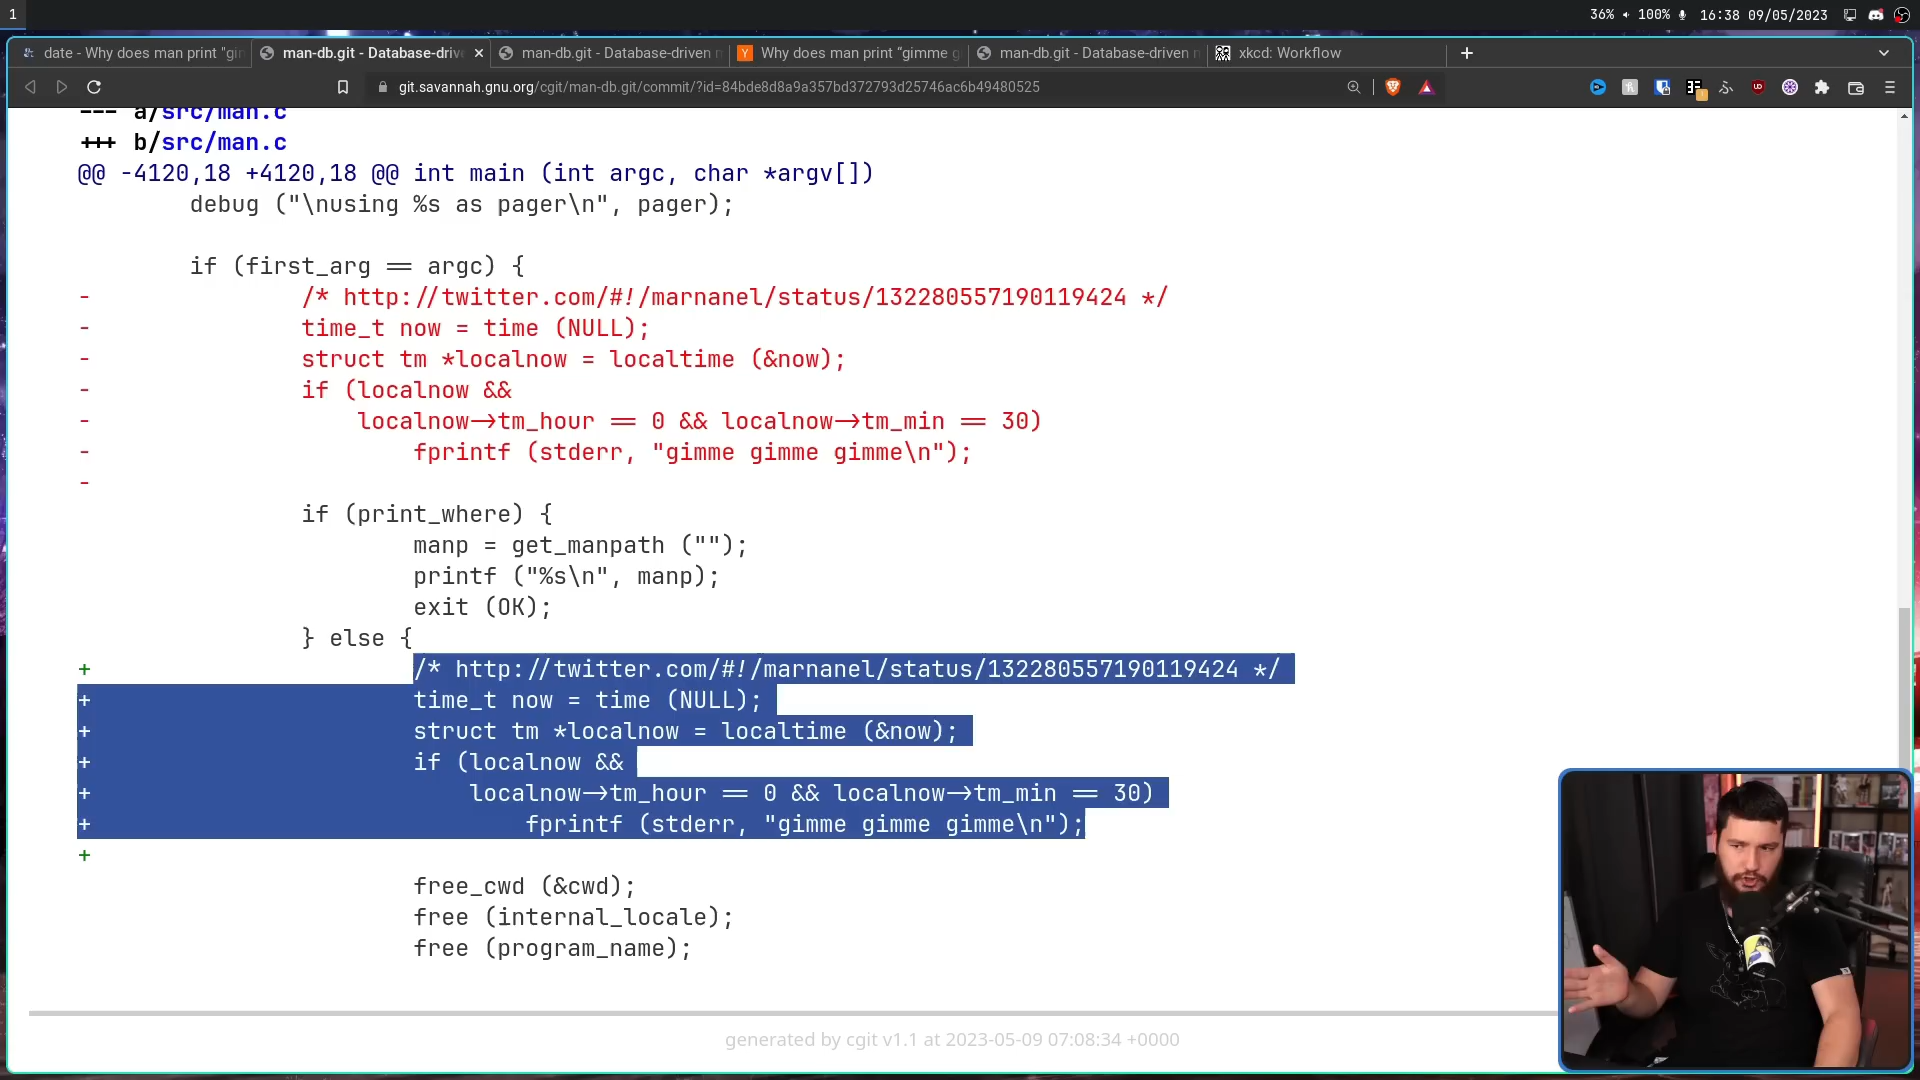 1
36% 100% 16:38 09/05/2023
date - Why does man print "gin
man-db.git - Database-drive
man-db.git - Database-driven n
Y
Why does man print “gimme g
man-db.git - Database-driven n
xkcd: Workflow
git.savannah.gnu.org/cgit/man-db.git/commit/?id=84bde8d8a9a357bd372793d25746ac6b49480525
--- a/src/man.c
+++ b/src/man.c
@@ -4120,18 +4120,18 @@ int main (int argc, char *argv[])
debug ("\nusing %s as pager\n", pager);
if (first_arg == argc) {
- /* http://twitter.com/#!/marnanel/status/132280557190119424 */
- time_t now = time (NULL);
- struct tm *localnow = localtime (&now);
- if (localnow &&
- localnow->tm_hour == 0 && localnow->tm_min == 30)
- fprintf (stderr, "gimme gimme gimme\n");
-
if (print_where) {
manp = get_manpath ("");
printf ("%s\n", manp);
exit (OK);
} else {
+ /* http://twitter.com/#!/marnanel/status/132280557190119424 */
+ time_t now = time (NULL);
+ struct tm *localnow = localtime (&now);
+ if (localnow &&
+ localnow->tm_hour == 0 && localnow->tm_min == 30)
+ fprintf (stderr, "gimme gimme gimme\n");
+
free_cwd (&cwd);
free (internal_locale);
free (program_name);
generated by cgit v1.1 at 2023-05-09 07:08:34 +0000